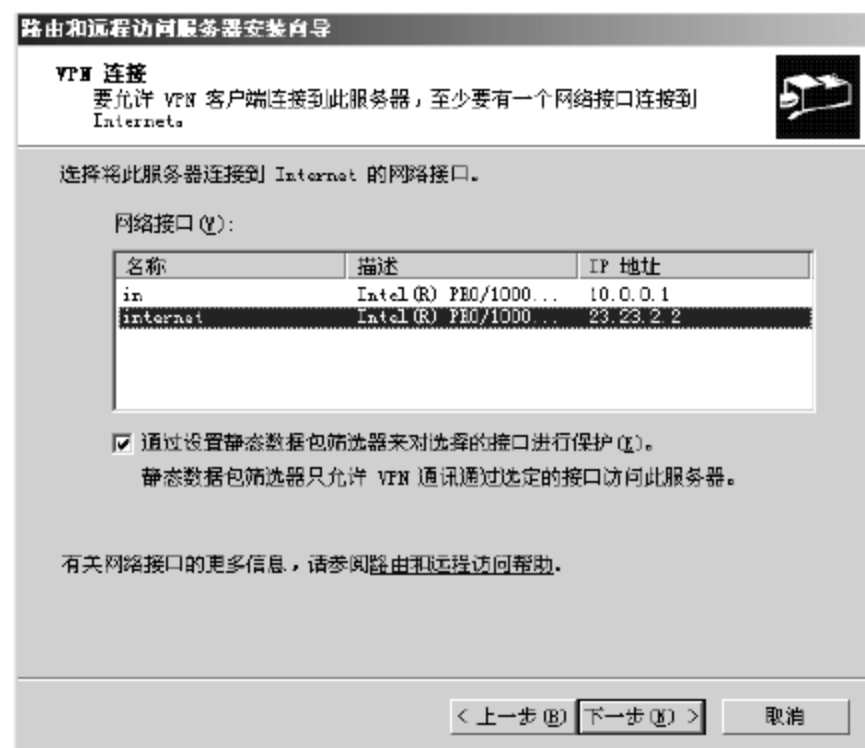 路由和远程访问服务器安装向导
VPN 连接
要允许 VPN 客户端连接到此服务器，至少要有一个网络接口连接到
Internet。
选择将此服务器连接到 Internet 的网络接口。
网络接口(V):
名称 描述 IP 地址
in Intel(R) PRO/1000... 10.0.0.1
internet Intel(R) PRO/1000... 23.23.2.2
通过设置静态数据包筛选器来对选择的接口进行保护(E)。
静态数据包筛选器只允许 VPN 通讯通过选定的接口访问此服务器。
有关网络接口的更多信息，请参阅路由和远程访问帮助.
< 上一步(B) 下一步(N) > 取消